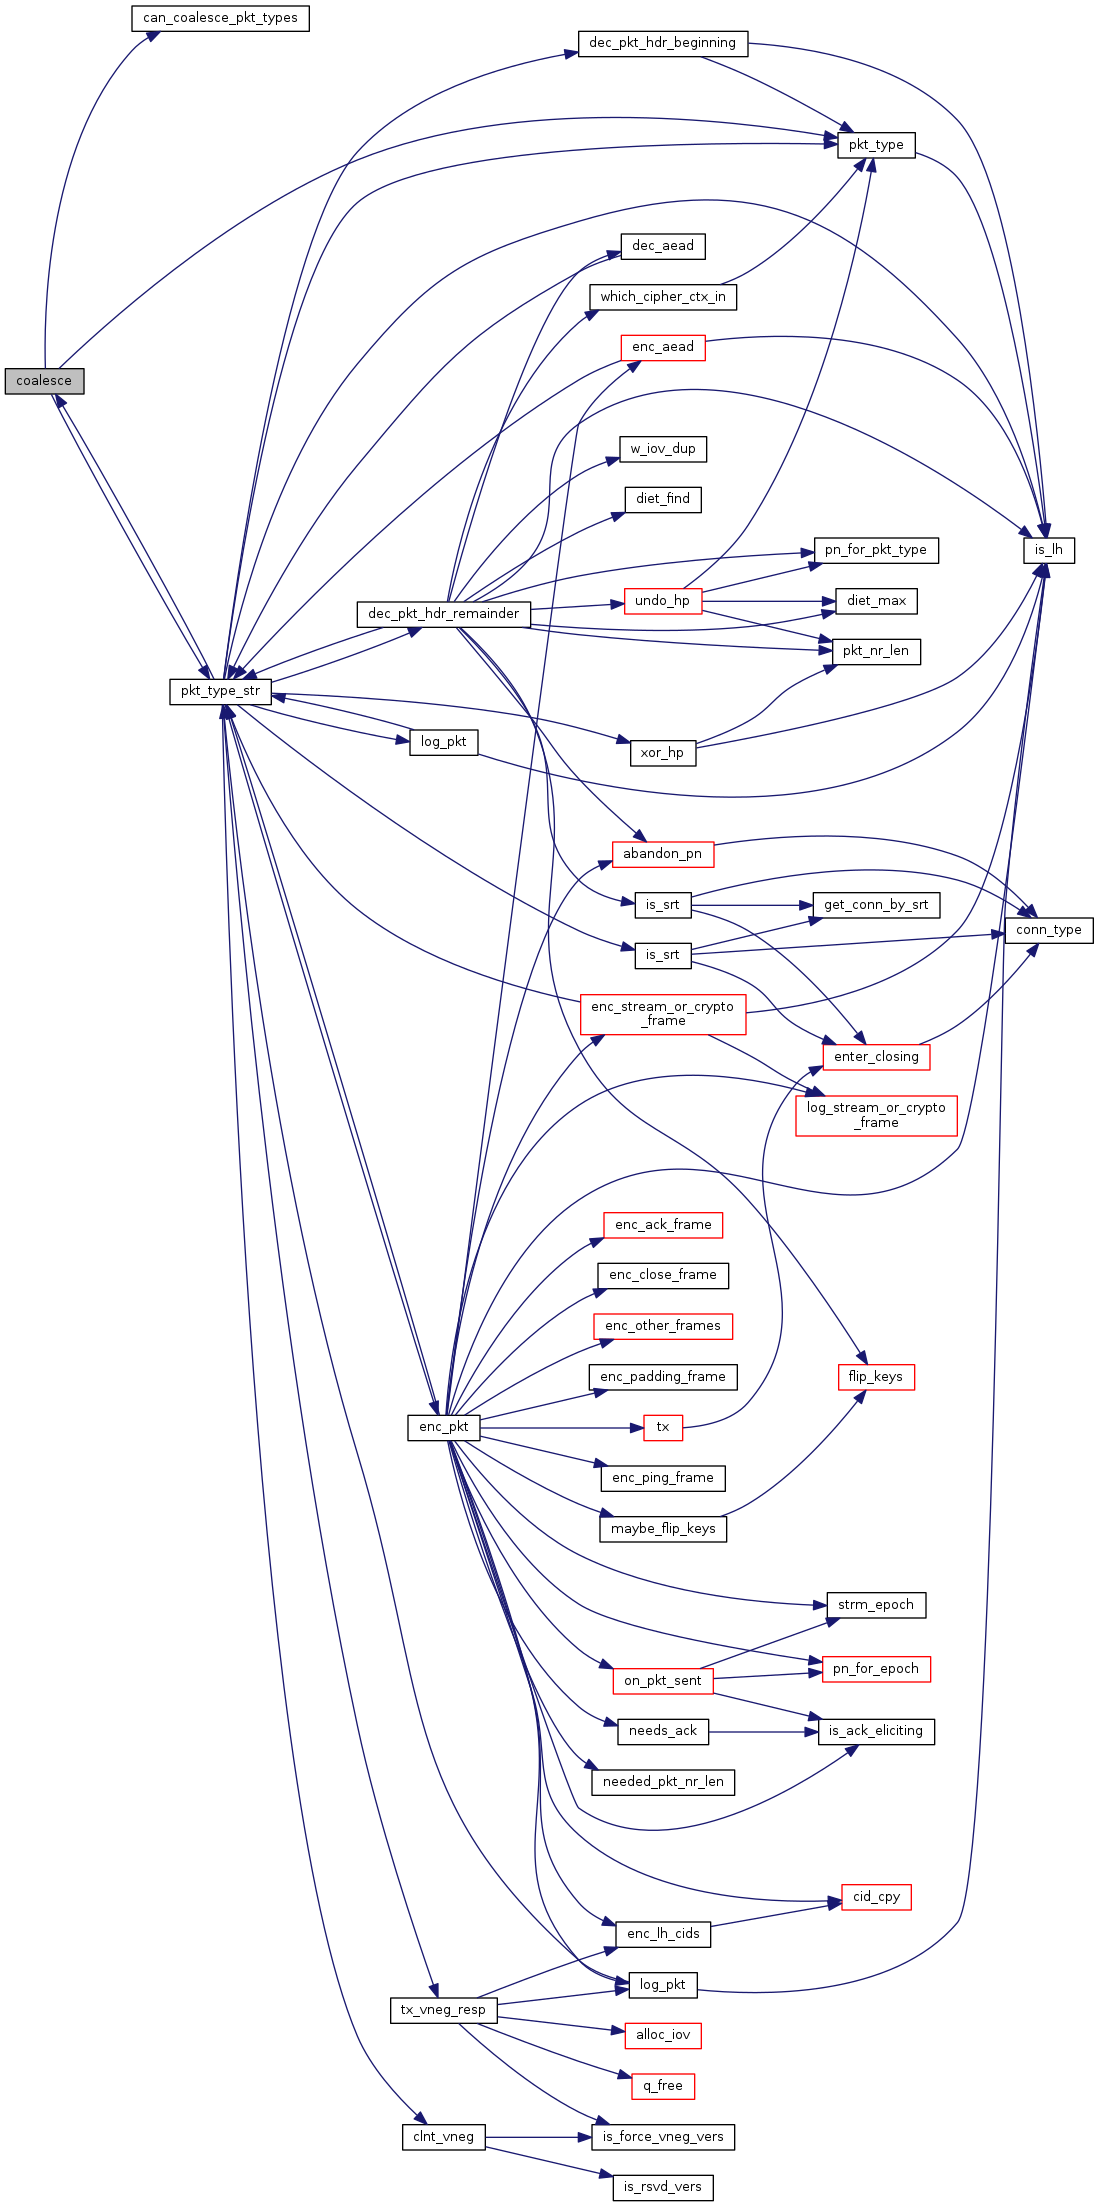 can_coalesce_pkt_types
dec_pkt_hdr_beginning
pkt_type
dec_aead
which_cipher_ctx_in
enc_aead
coalesce
w_iov_dup
diet_find
pn_for_pkt_type
is_lh
undo_hp
diet_max
dec_pkt_hdr_remainder
pkt_nr_len
pkt_type_str
log_pkt
xor_hp
abandon_pn
is_srt
get_conn_by_srt
conn_type
is_srt
enc_stream_or_crypto
_frame
enter_closing
log_stream_or_crypto
_frame
enc_ack_frame
enc_close_frame
enc_other_frames
enc_padding_frame
flip_keys
enc_pkt
tx
enc_ping_frame
maybe_flip_keys
strm_epoch
pn_for_epoch
on_pkt_sent
needs_ack
is_ack_eliciting
needed_pkt_nr_len
cid_cpy
enc_lh_cids
log_pkt
tx_vneg_resp
alloc_iov
q_free
clnt_vneg
is_force_vneg_vers
is_rsvd_vers